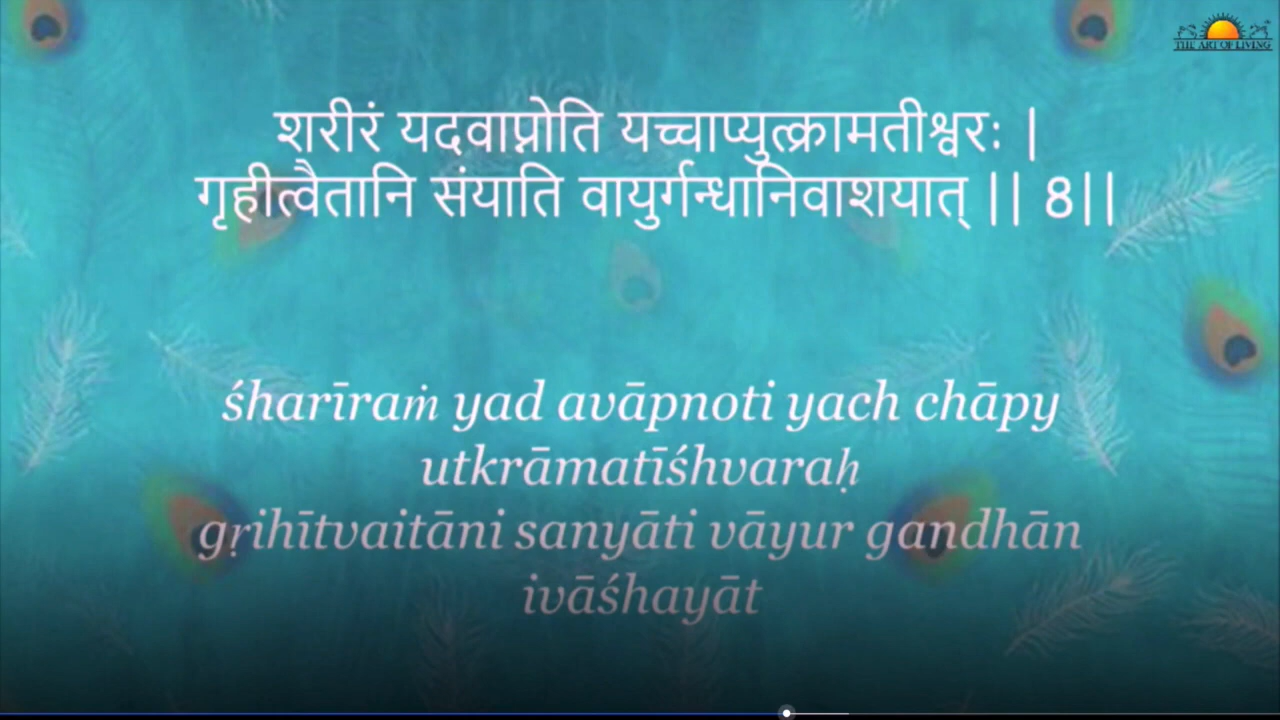 THE ART OF LIVING
शरीरं यदवाप्नोति यच्चाप्युत्क्रामतीश्वरः |
गृहीत्वैतानि संयाति वायुर्गन्धानिवाशयात् || 8||
śharīraṁ yad avāpnoti yach chāpy
utkrāmatīśhvaraḥ
gṛihītvaitāni sanyāti vāyur gandhān
ivāśhayāt